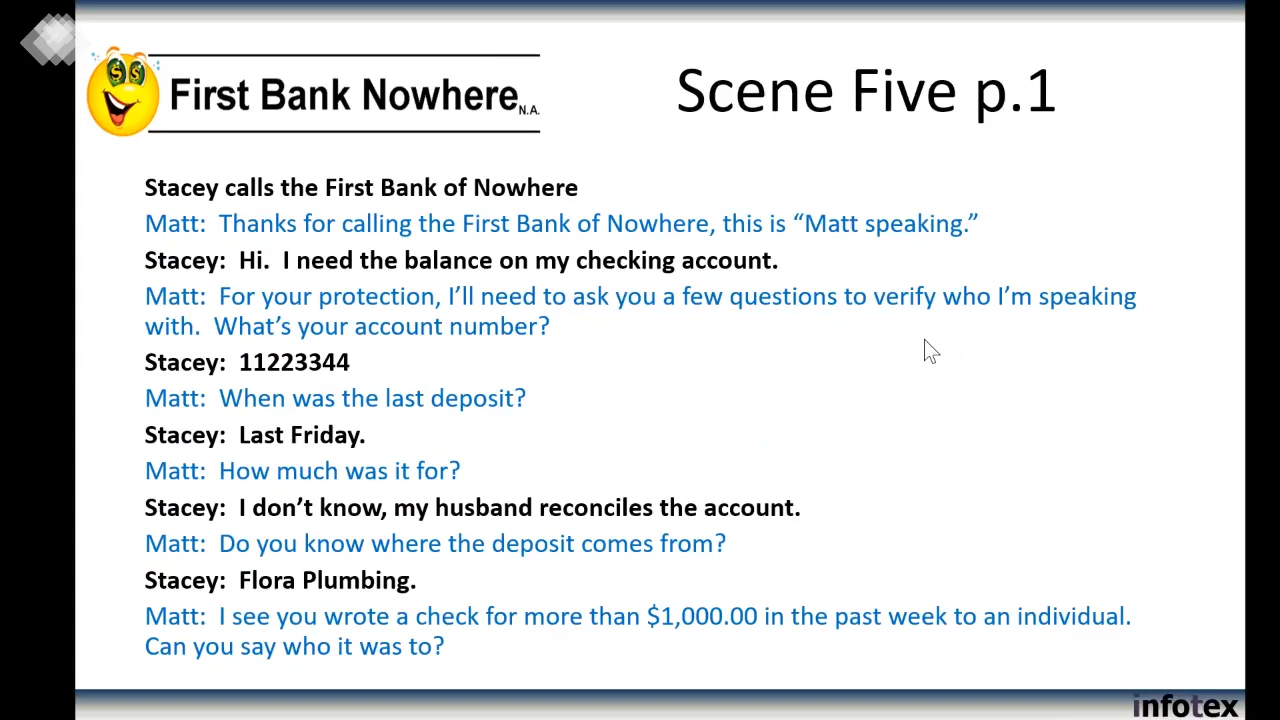 First Bank Nowhere N.A.
Scene Five p.1
Stacey calls the First Bank of Nowhere
Matt:  Thanks for calling the First Bank of Nowhere, this is “Matt speaking.”
Stacey:  Hi.  I need the balance on my checking account.
Matt:  For your protection, I’ll need to ask you a few questions to verify who I’m speaking
with.  What’s your account number?
Stacey:  11223344
Matt:  When was the last deposit?
Stacey:  Last Friday.
Matt:  How much was it for?
Stacey:  I don’t know, my husband reconciles the account.
Matt:  Do you know where the deposit comes from?
Stacey:  Flora Plumbing.
Matt:  I see you wrote a check for more than $1,000.00 in the past week to an individual.
Can you say who it was to?
infotex